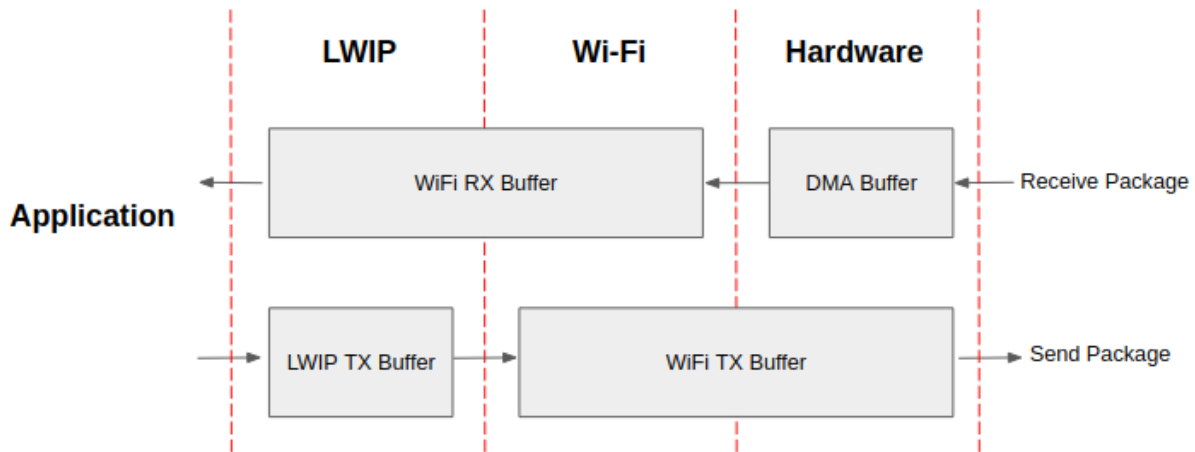 LWIP
Wi-Fi
Hardware
WiFi RX Buffer
DMA Buffer
Receive Package
Application
LWIP TX Buffer
WiFi TX Buffer
Send Package